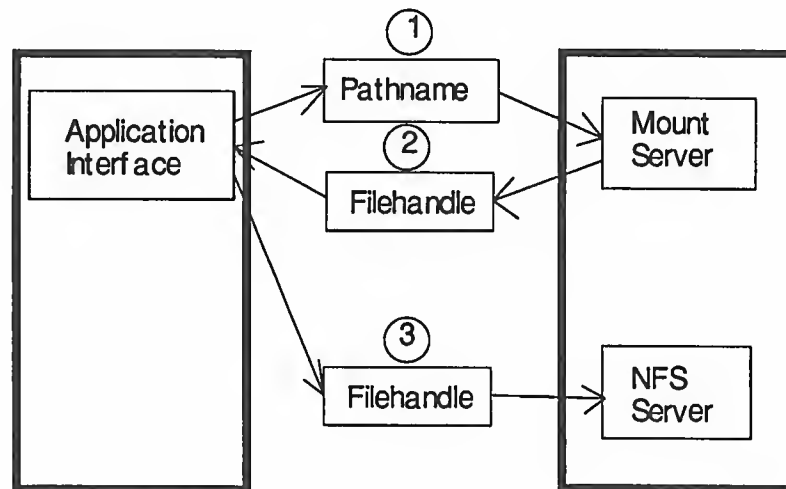 1
Pathname
Application
Interface
Mount
Server
2
Filehandle
3
Filehandle
NFS
Server